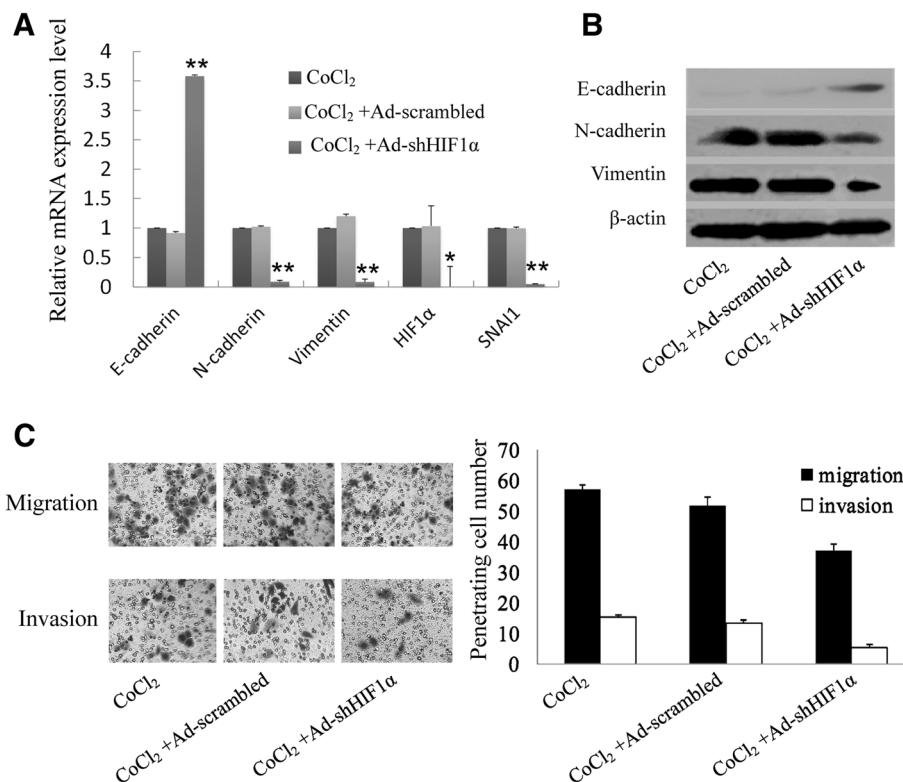 A
Relative mRNA expression level
4
3.5
3
2.5
2
1.5
1
0.5
0
**
**
**
*
**
CoCl2
CoCl2 +Ad-scrambled
CoCl2 +Ad-shHIF1α
E-cadherin
N-cadherin
Vimentin
HIF1α
SNAI1
B
E-cadherin
N-cadherin
Vimentin
β-actin
CoCl2
CoCl2 +Ad-scrambled
CoCl2 +Ad-shHIF1α
C
Migration
Invasion
CoCl2
CoCl2 +Ad-scrambled
CoCl2 +Ad-shHIF1α
Penetrating cell number
70
60
50
40
30
20
10
0
migration
invasion
CoCl2
CoCl2 +Ad-scrambled
CoCl2 +Ad-shHIF1α